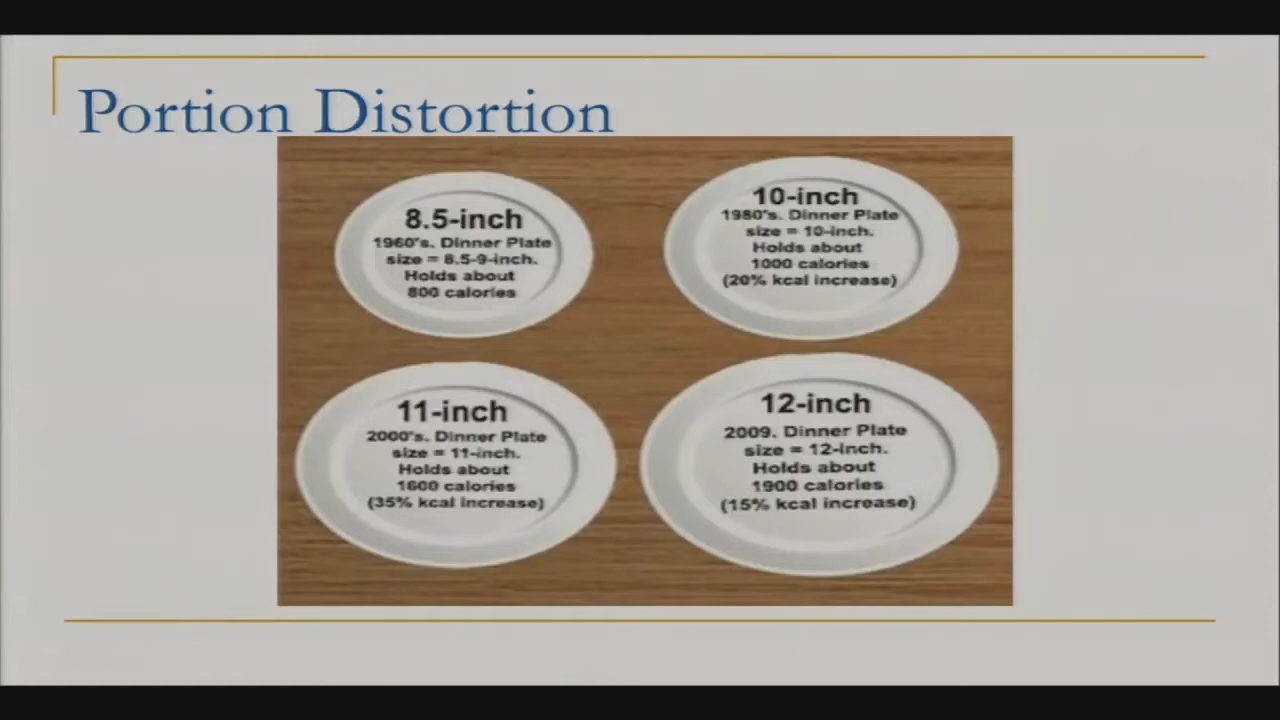 Portion Distortion
8.5-inch
1960's. Dinner Plate
size = 8.5-9-inch.
Holds about
800 calories
10-inch
1980's. Dinner Plate
size = 10-inch.
Holds about
1000 calories
(20% kcal increase)
11-inch
2000's. Dinner Plate
size = 11-inch.
Holds about
1600 calories
(35% kcal increase)
12-inch
2009. Dinner Plate
size = 12-inch.
Holds about
1900 calories
(15% kcal increase)